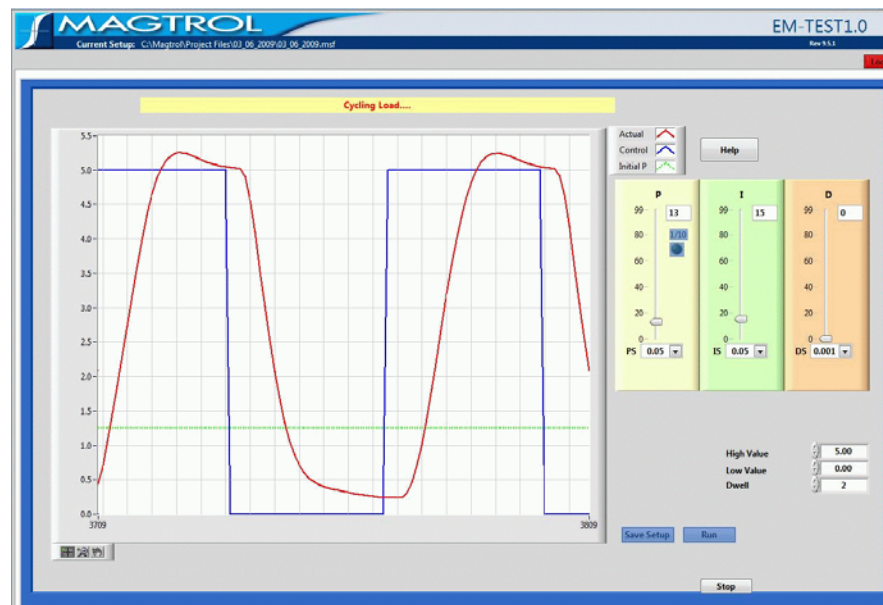 MAGTROL
EM-TEST1.0
Current Setup: C:\Magtrol\Project Files\03_06_2009\03_06_2009.msf
Rev 9.5.1
Cycling Load....
5.5
5.0
4.5
4.0
3.5
3.0
2.5
2.0
1.5
1.0
0.5
0.0
3709
3809
Actual
Control
Initial P
Help
P
I
D
99
13
99
15
99
0
80
1/10
80
80
60
60
60
40
40
40
20
20
20
0
0
0
PS 0.05
IS 0.05
DS 0.001
High Value 5.00
Low Value 0.00
Dwell 2
Save Setup
Run
Stop